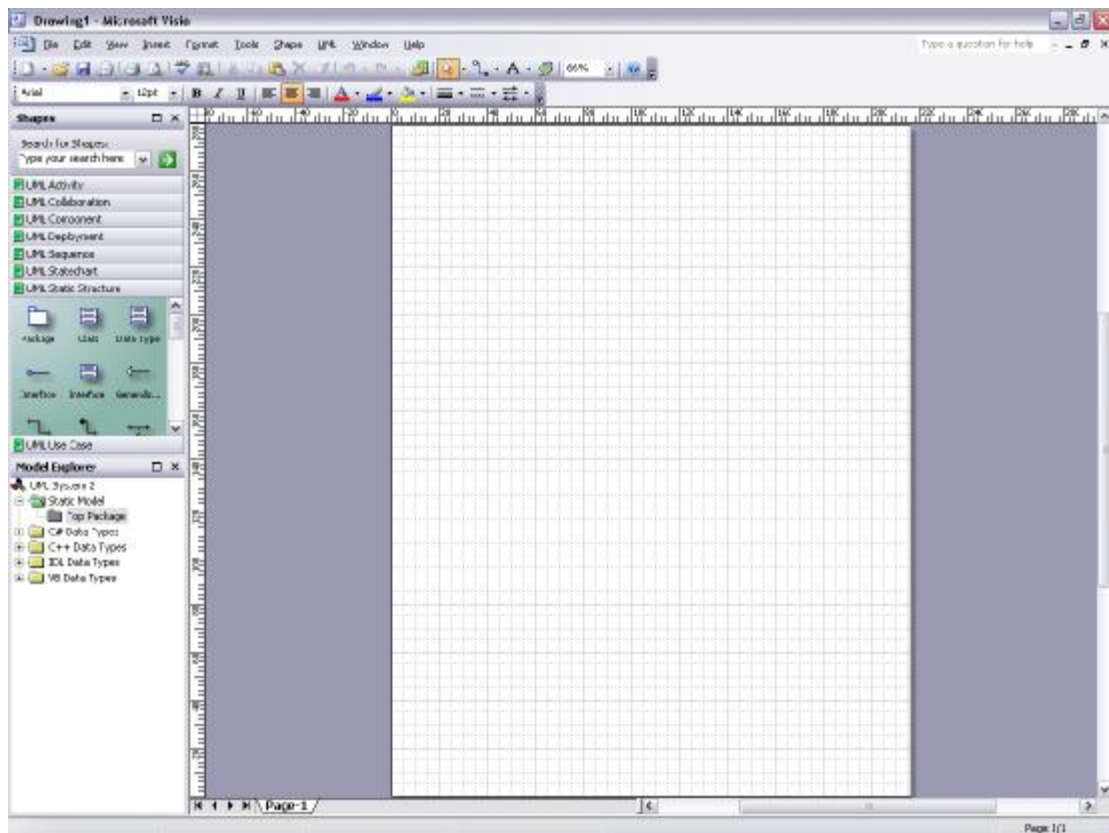 Drawing1 - Microsoft Visio
File Edit View Insert Format Tools Shape UML Window Help
Type a question for help
66%
Arial 12pt B I U
Shapes
Search for Shapes:
Type your search here
UML Activity
UML Collaboration
UML Component
UML Deployment
UML Sequence
UML Statechart
UML Static Structure
Package Class Data Type
Interface Interface Generaliz...
UML Use Case
Model Explorer
UML System 2
Static Model
Top Package
C# Data Types
C++ Data Types
IDL Data Types
VB Data Types
Page-1
Page 1/1